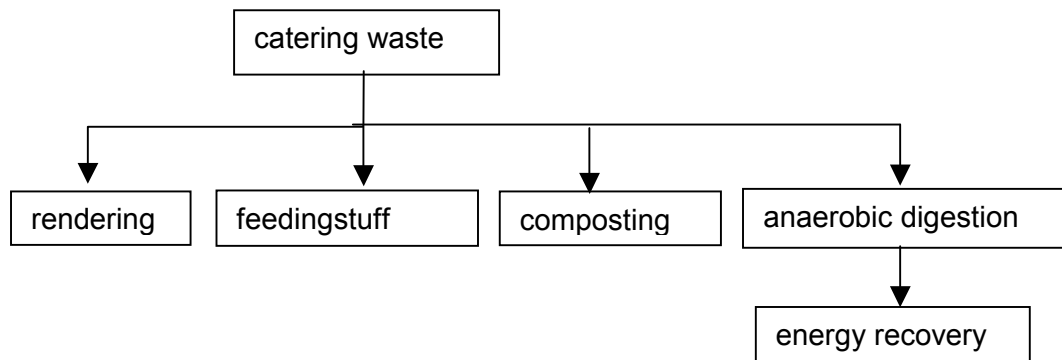 catering waste
rendering
feedingstuff
composting
anaerobic digestion
energy recovery